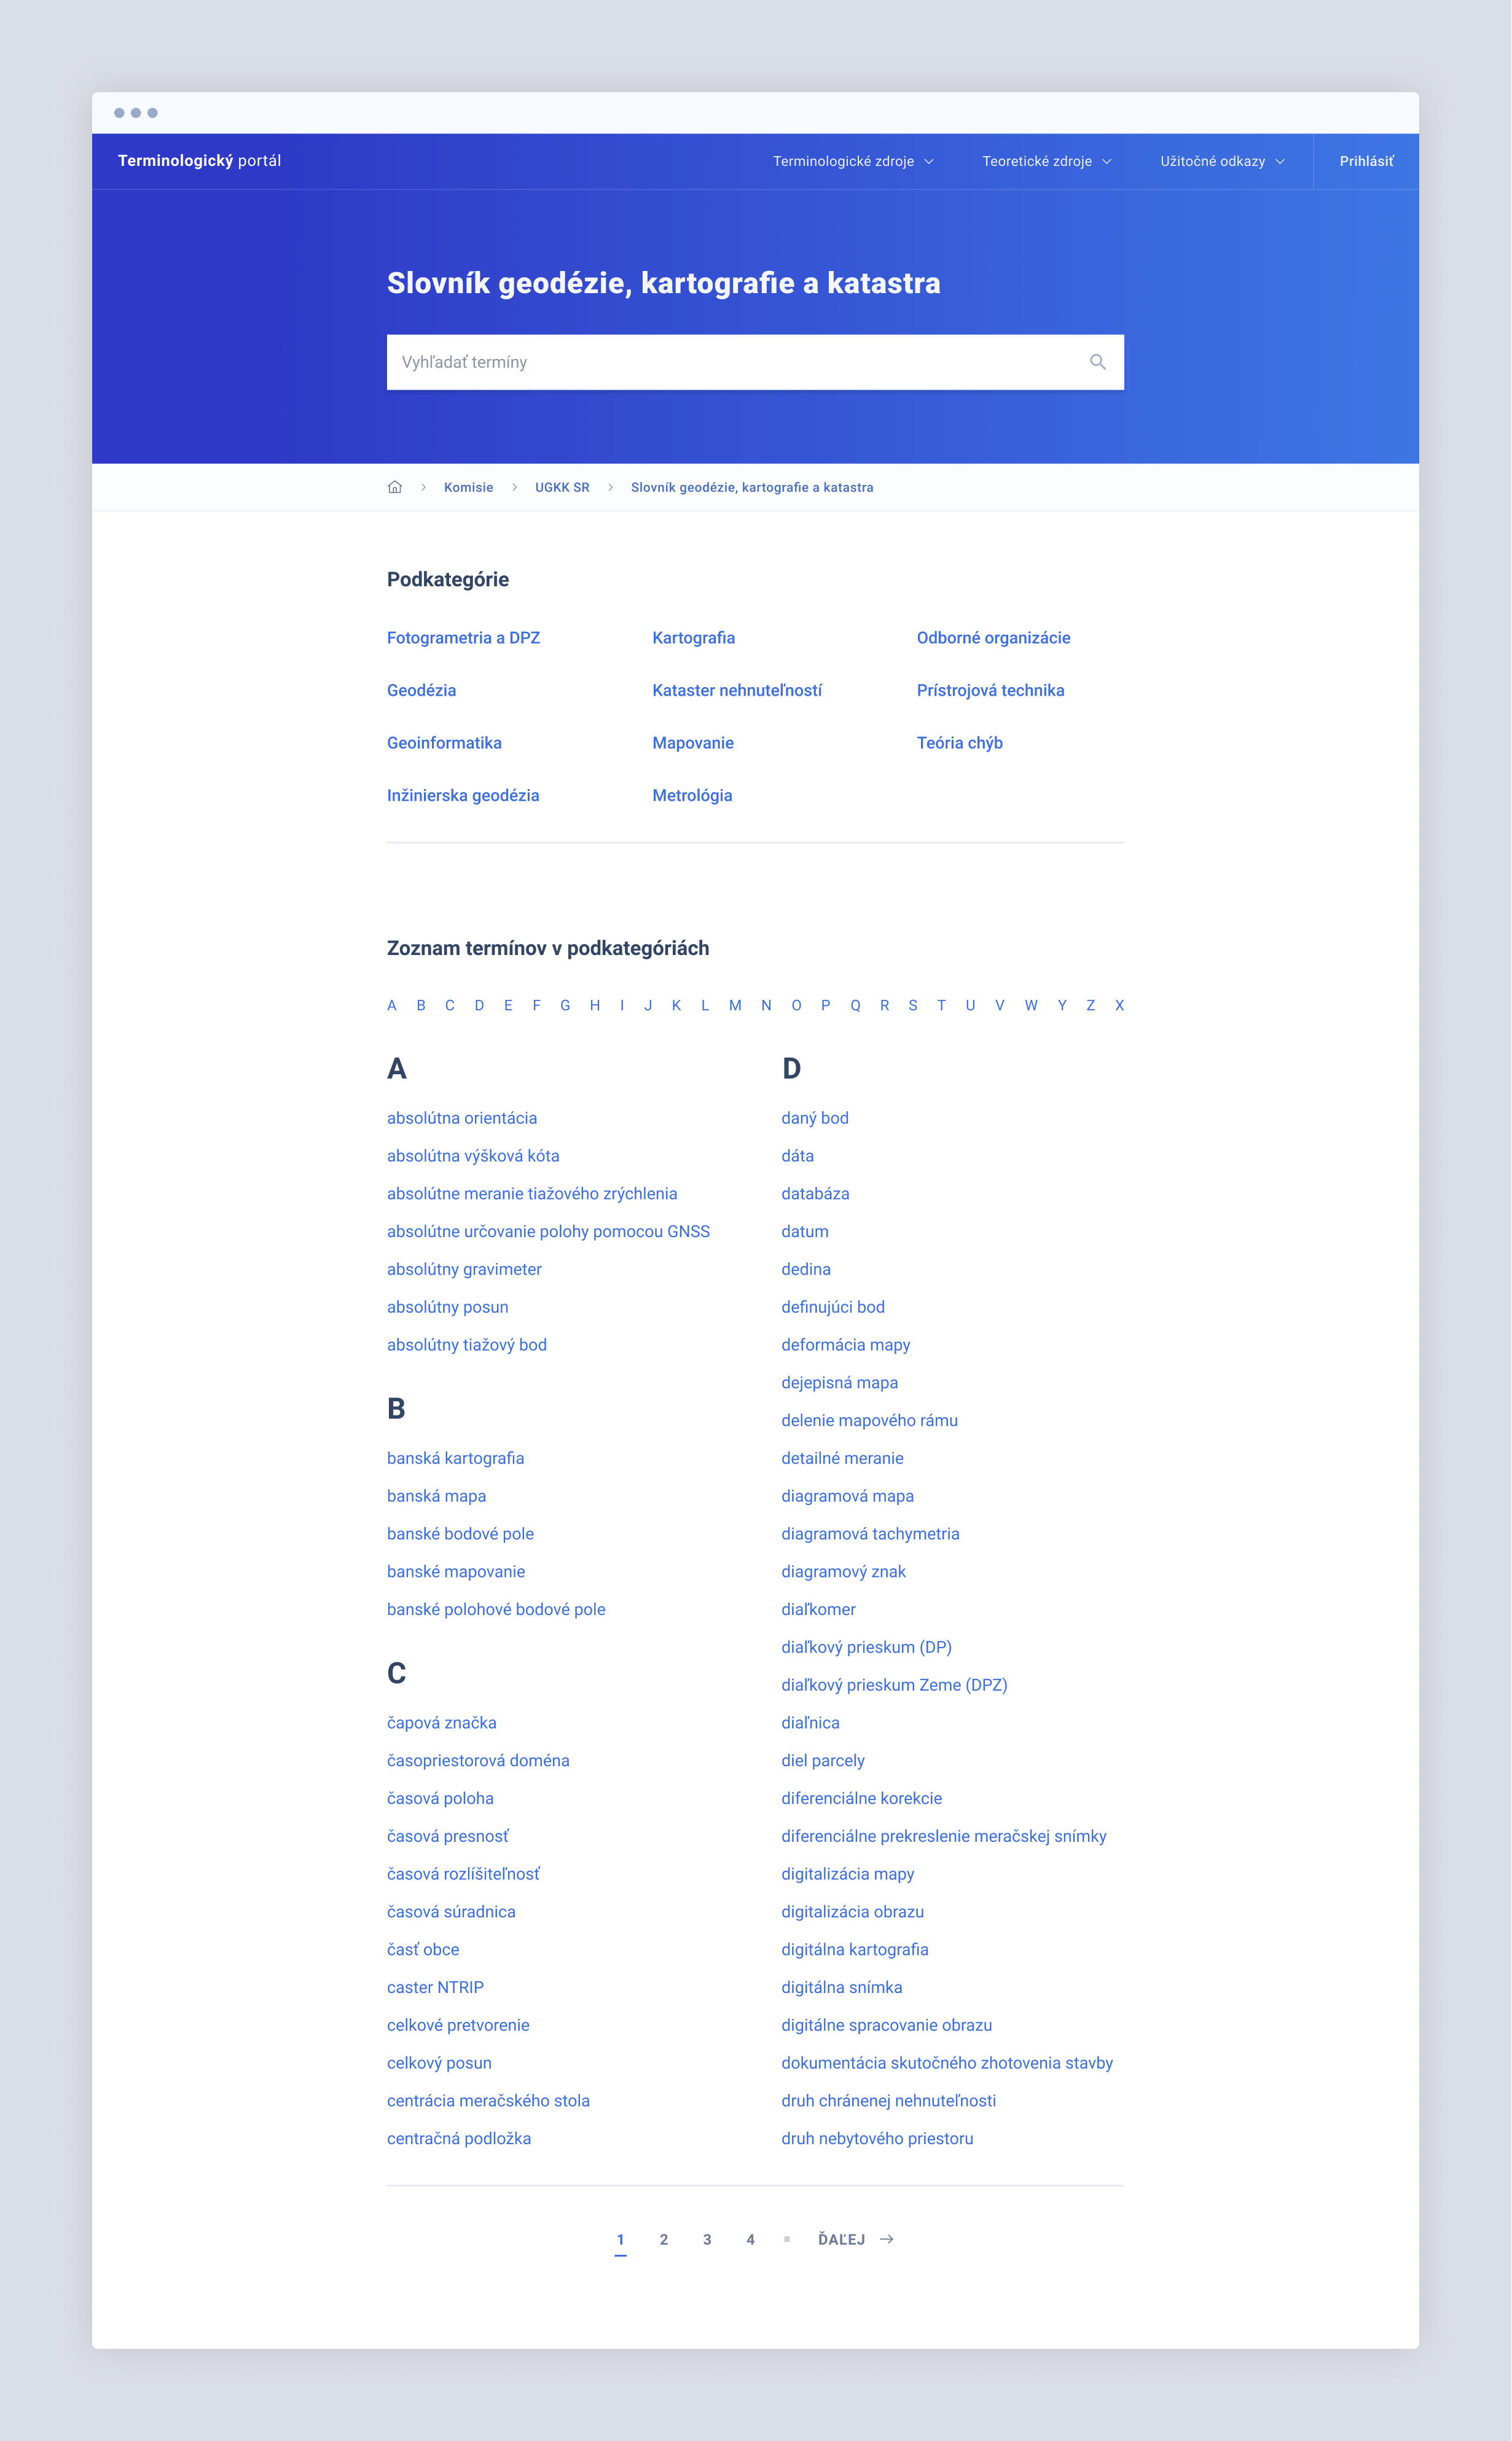 Terminologický portál
Terminologické zdroje
Teoretické zdroje
Užitočné odkazy
Prihlásiť
Slovník geodézie, kartografie a katastra
Vyhľadať termíny
Komisie
UGKK SR
Slovník geodézie, kartografie a katastra
Podkategórie
Fotogrametria a DPZ
Kartografia
Odborné organizácie
Geodézia
Kataster nehnuteľností
Prístrojová technika
Geoinformatika
Mapovanie
Teória chýb
Inžinierska geodézia
Metrológia
Zoznam termínov v podkategóriách
A B C D E F G H I J K L M N O P Q R S T U V W Y Z X
A
absolútna orientácia
absolútna výšková kóta
absolútne meranie tiažového zrýchlenia
absolútne určovanie polohy pomocou GNSS
absolútny gravimeter
absolútny posun
absolútny tiažový bod
B
banská kartografia
banská mapa
banské bodové pole
banské mapovanie
banské polohové bodové pole
C
čapová značka
časopriestorová doména
časová poloha
časová presnosť
časová rozlíšiteľnosť
časová súradnica
časť obce
caster NTRIP
celkové pretvorenie
celkový posun
centrácia meračského stola
centračná podložka
D
daný bod
dáta
databáza
datum
dedina
definujúci bod
deformácia mapy
dejepisná mapa
delenie mapového rámu
detailné meranie
diagramová mapa
diagramová tachymetria
diagramový znak
diaľkomer
diaľkový prieskum (DP)
diaľkový prieskum Zeme (DPZ)
diaľnica
diel parcely
diferenciálne korekcie
diferenciálne prekreslenie meračskej snímky
digitalizácia mapy
digitalizácia obrazu
digitálna kartografia
digitálna snímka
digitálne spracovanie obrazu
dokumentácia skutočného zhotovenia stavby
druh chránenej nehnuteľnosti
druh nebytového priestoru
1 2 3 4 ĎAĽEJ